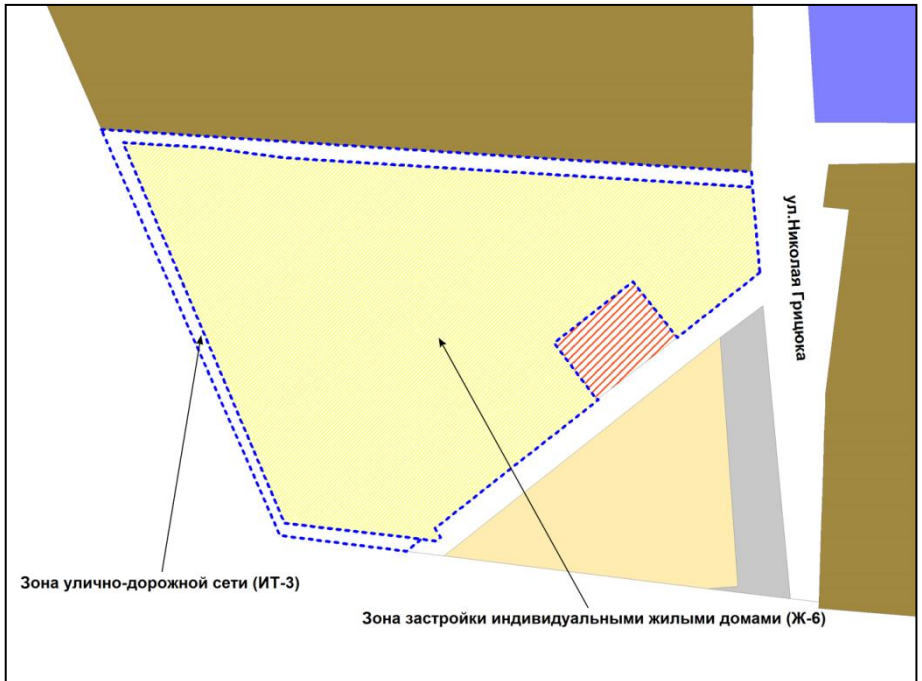 ул.Николая Грицюка
Зона улично-дорожной сети (ИТ-3)
Зона застройки индивидуальными жилыми домами (Ж-6)